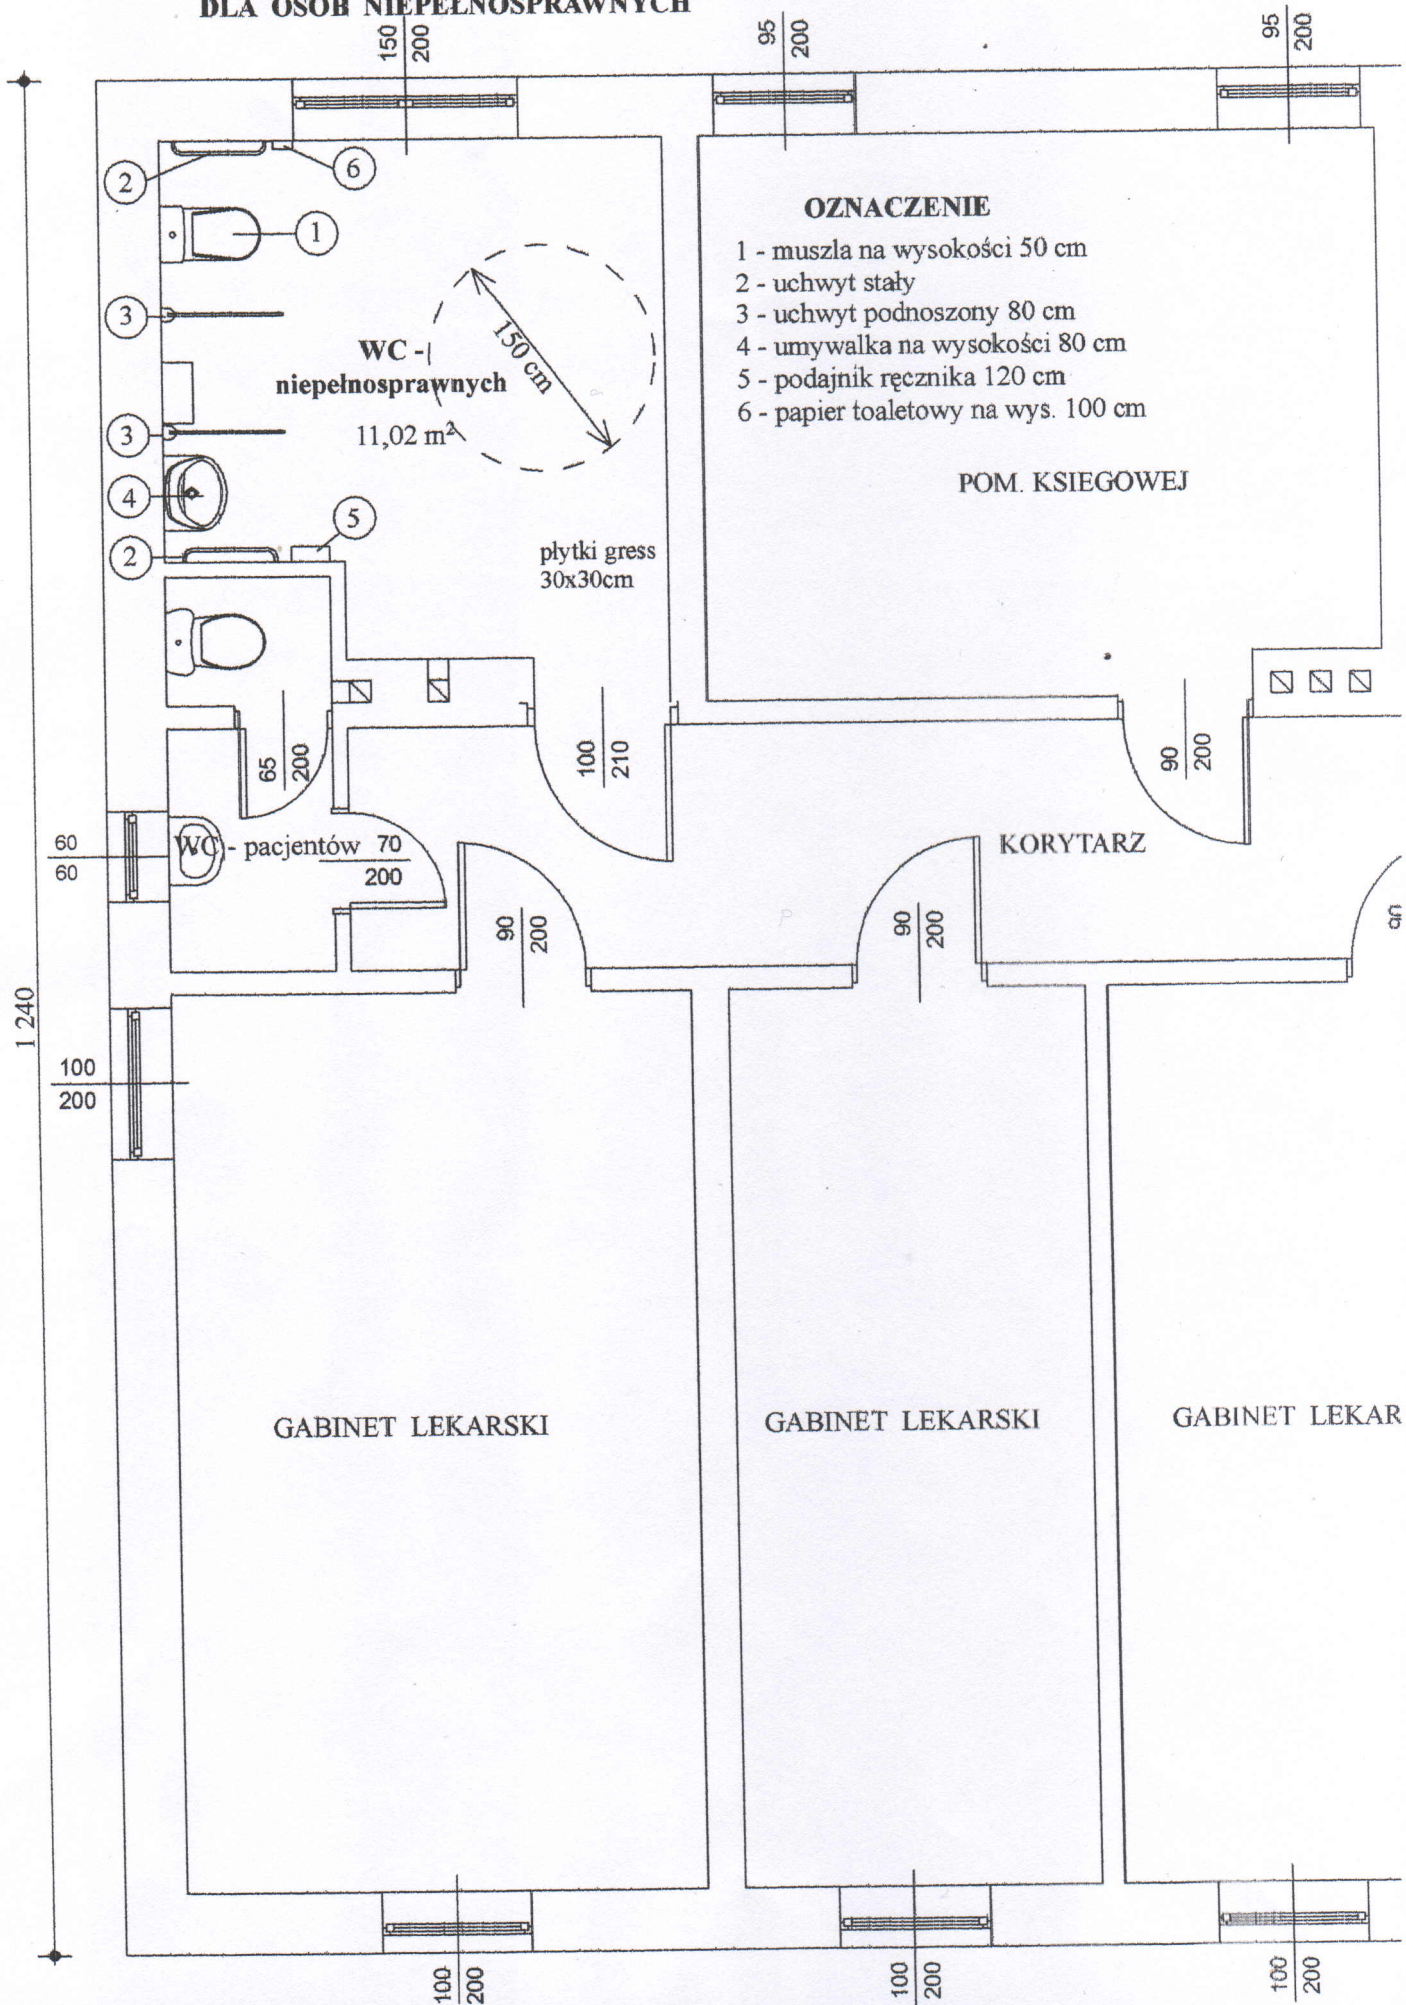 DLA OSÓB NIEPEŁNOSPRAWNYCH
150
200
95
200
95
200
2
6
1
3
3
4
2
5
WC -
niepełnosprawnych
11,02 m²
150 cm
płytki gress
30x30cm
OZNACZENIE
1 - muszla na wysokości 50 cm
2 - uchwyt stały
3 - uchwyt podnoszony 80 cm
4 - umywalka na wysokości 80 cm
5 - podajnik ręcznika 120 cm
6 - papier toaletowy na wys. 100 cm
POM. KSIEGOWEJ
65
200
100
210
90
200
60
60
WC - pacjentów
70
200
KORYTARZ
90
200
90
200
1 240
100
200
GABINET LEKARSKI
GABINET LEKARSKI
GABINET LEKAR
100
200
100
200
100
200